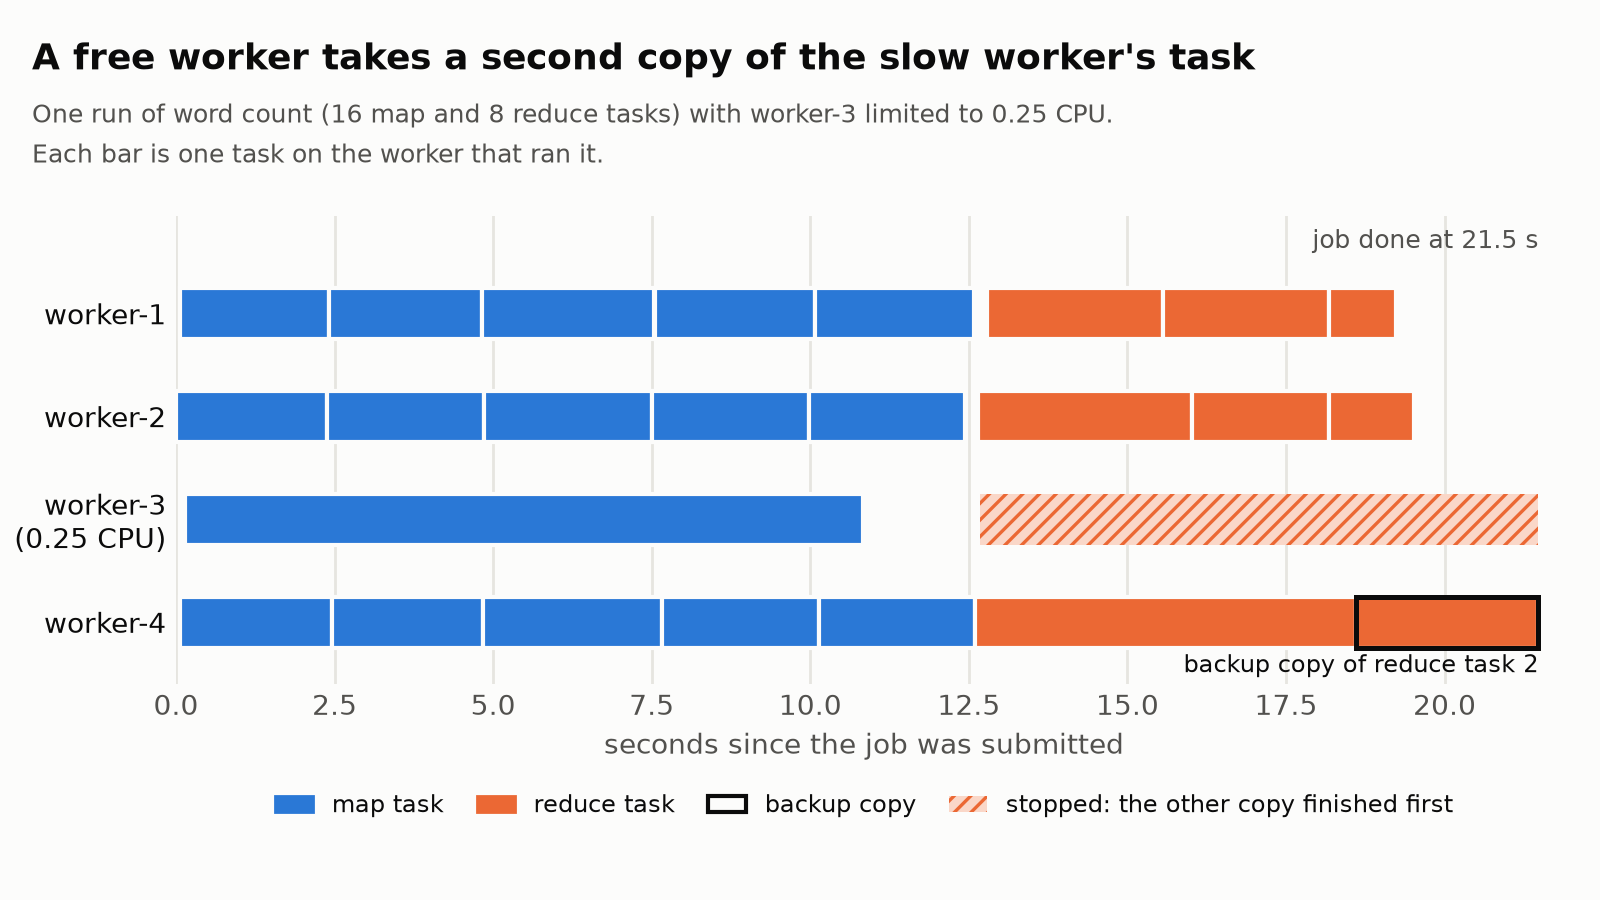 A free worker takes a second copy of the slow worker's task
One run of word count (16 map and 8 reduce tasks) with worker-3 limited to 0.25 CPU.
Each bar is one task on the worker that ran it.
job done at 21.5 s
worker-1
worker-2
worker-3
(0.25 CPU)
worker-4
backup copy of reduce task 2
0.0 2.5 5.0 7.5 10.0 12.5 15.0 17.5 20.0
seconds since the job was submitted
map task reduce task backup copy stopped: the other copy finished first